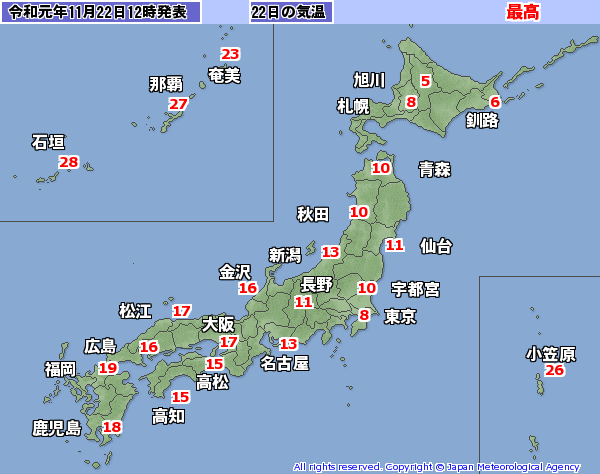 令和元年11月22日12時発表 22日の気温 最高
23
奄美
那覇
27
石垣
28
旭川 5
札幌 8 6
釧路
10 青森
秋田 10
11 仙台
新潟 13
金沢
16
長野
11
10 宇都宮
8 東京
松江 17
大阪
17
13
名古屋
広島 16
福岡 19
15
高松
15
高知
鹿児島 18
小笠原
26
All rights reserved. Copyright © Japan Meteorological Agency